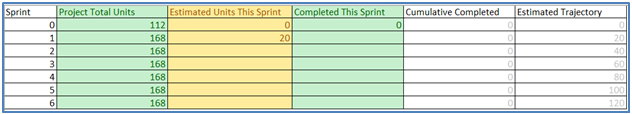 Sprint Project Total Units Estimated Units This Sprint Completed This Sprint Cumulative Completed Estimated Trajectory
0 112 0 0 0 0
1 168 20 0 20
2 168 0 40
3 168 0 60
4 168 0 80
5 168 0 100
6 168 0 120